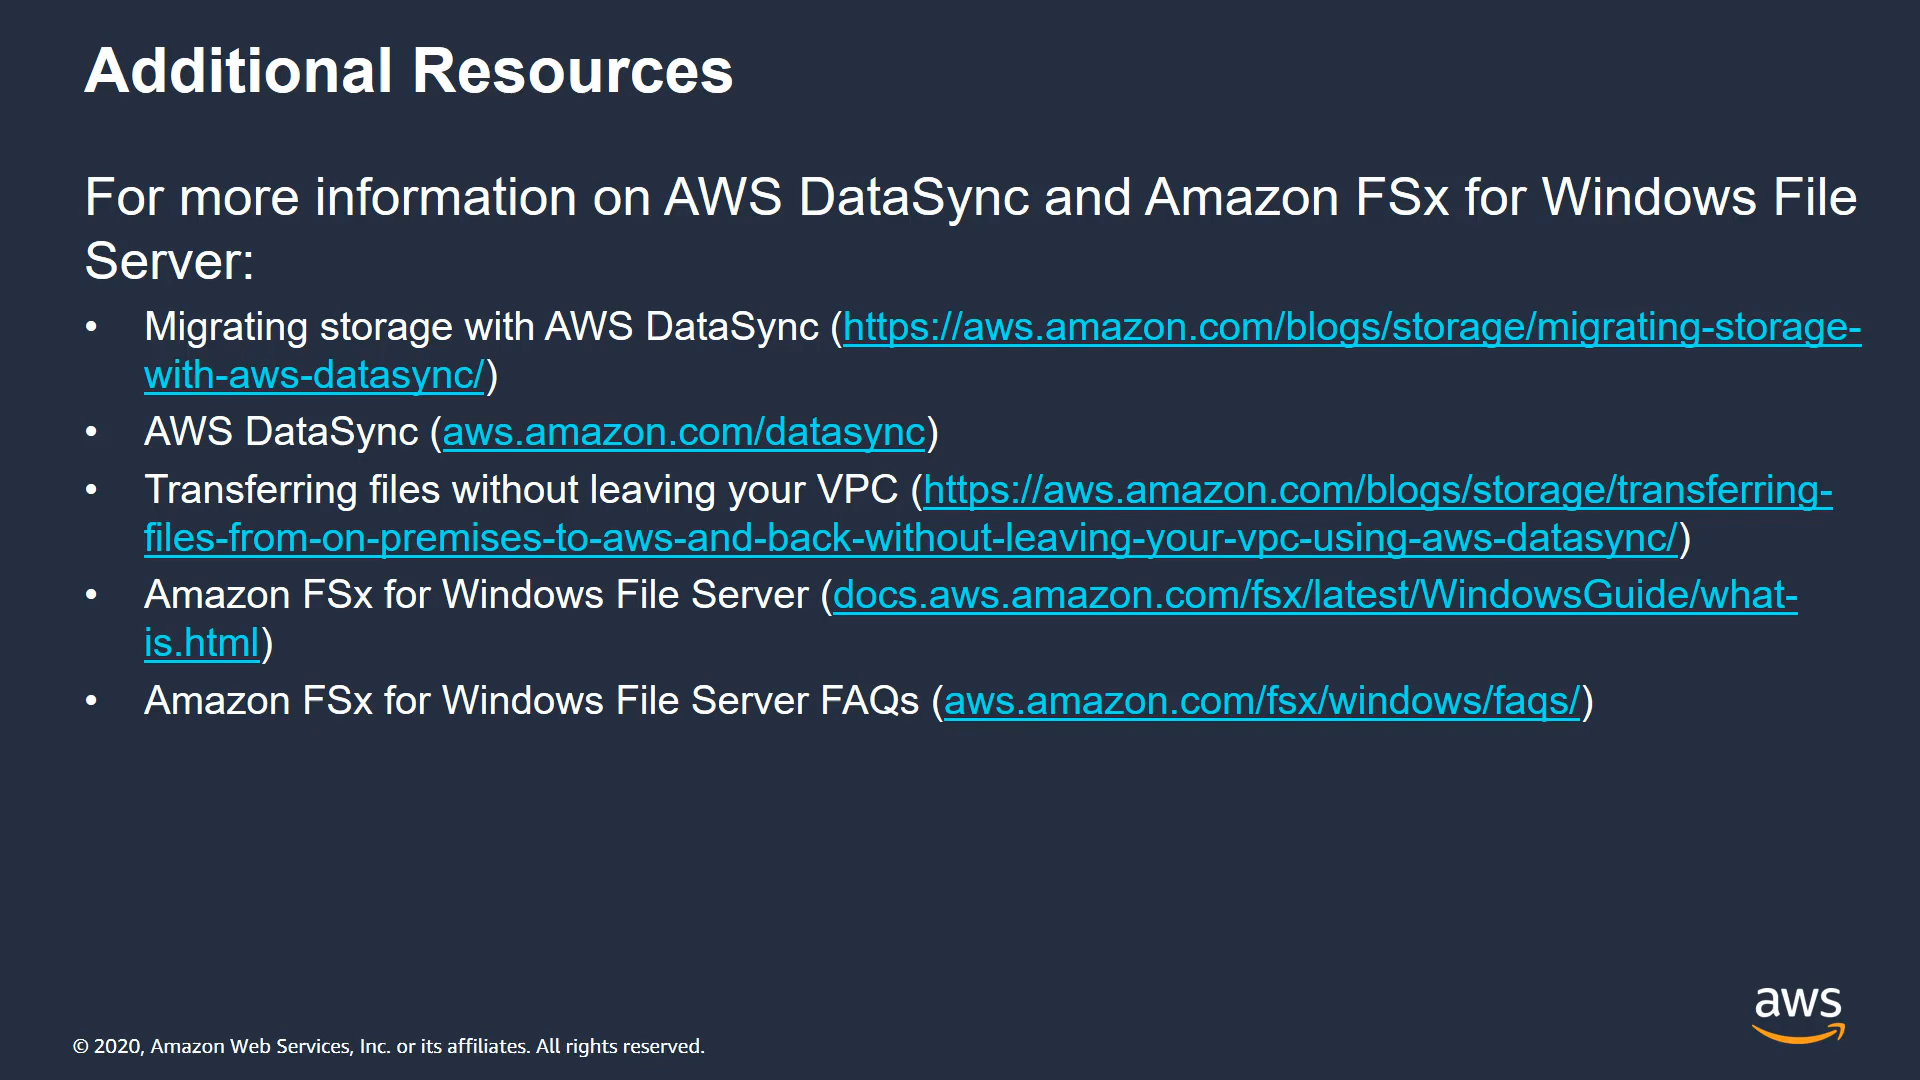 Additional Resources
For more information on AWS DataSync and Amazon FSx for Windows File
Server:
• Migrating storage with AWS DataSync (https://aws.amazon.com/blogs/storage/migrating-storage-
with-aws-datasync/)
• AWS DataSync (aws.amazon.com/datasync)
• Transferring files without leaving your VPC (https://aws.amazon.com/blogs/storage/transferring-
files-from-on-premises-to-aws-and-back-without-leaving-your-vpc-using-aws-datasync/)
• Amazon FSx for Windows File Server (docs.aws.amazon.com/fsx/latest/WindowsGuide/what-
is.html)
• Amazon FSx for Windows File Server FAQs (aws.amazon.com/fsx/windows/faqs/)
aws
© 2020, Amazon Web Services, Inc. or its affiliates. All rights reserved.